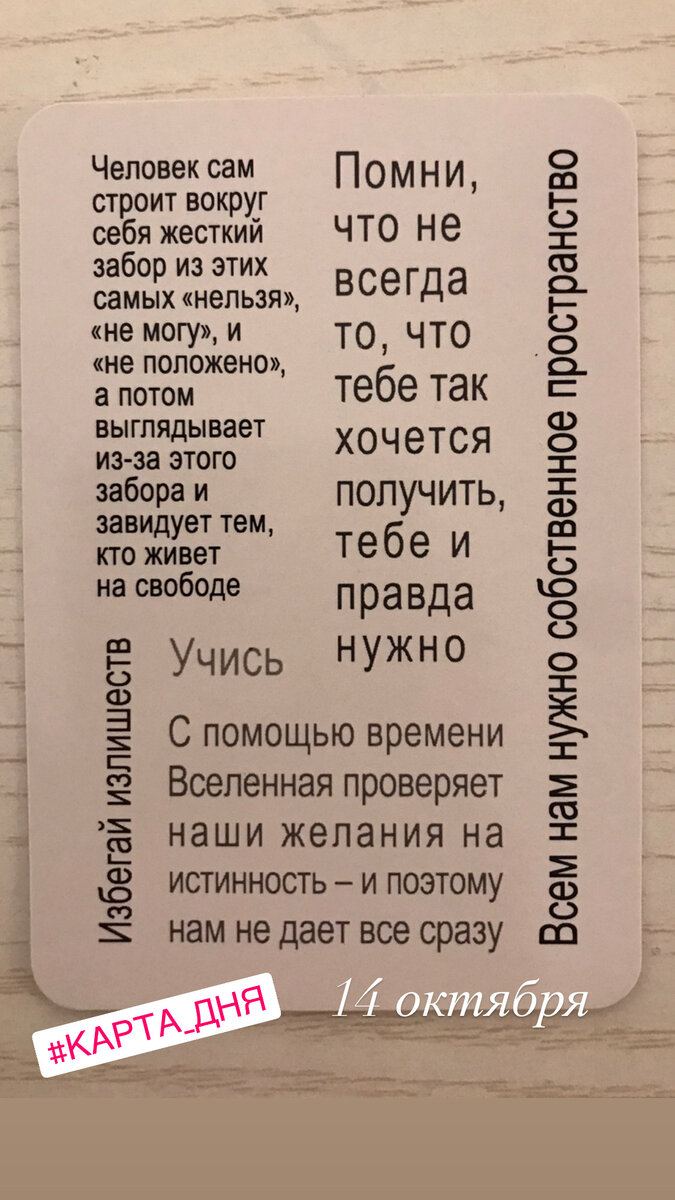 Человек сам
строит вокруг
себя жесткий
забор из этих
самых «нельзя»,
«не могу», и
«не положено»,
а потом
выглядывает
из-за этого
забора и
завидует тем,
кто живет
на свободе
Помни,
что не
всегда
то, что
тебе так
хочется
получить,
тебе и
правда
нужно
Всем нам нужно собственное пространство
Избегай излишеств
Учись
С помощью времени
Вселенная проверяет
наши желания на
истинность – и поэтому
нам не дает все сразу
#КАРТА_ДНЯ
14 октября